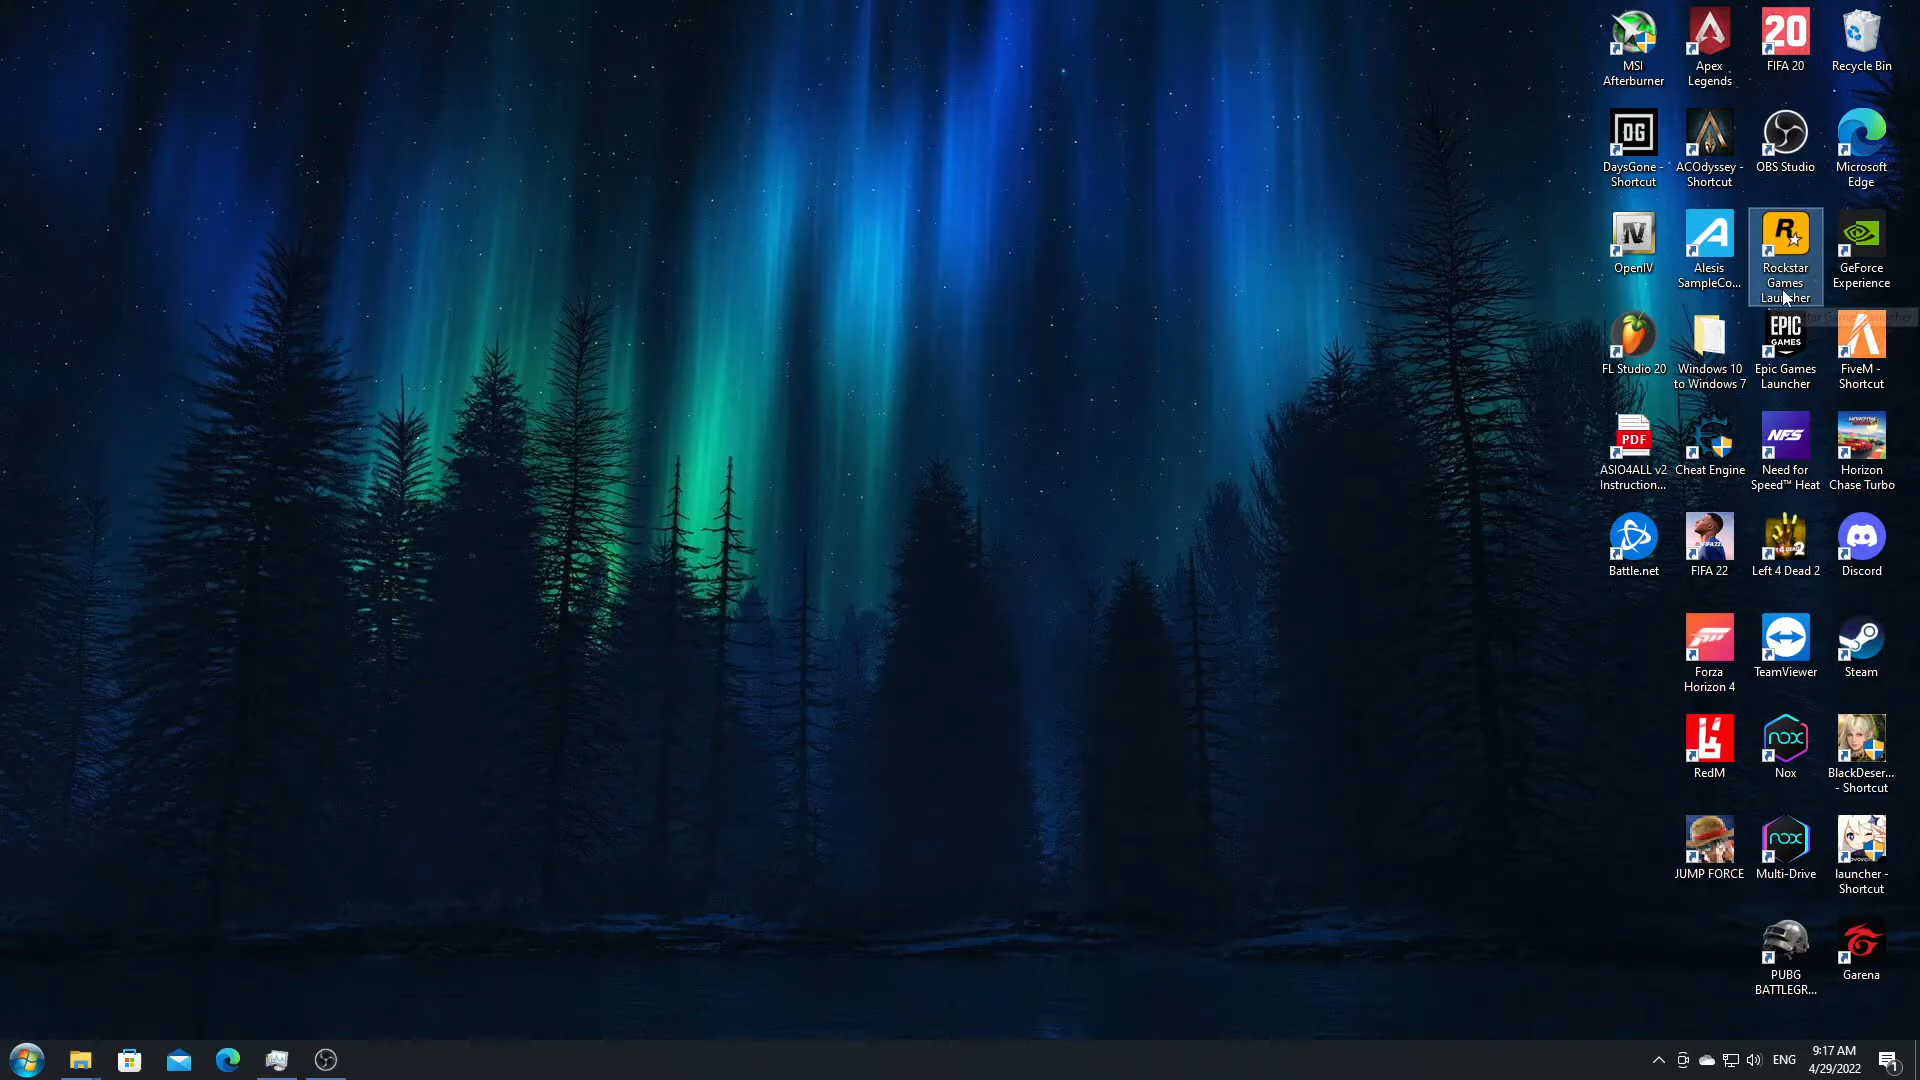 MSI
Afterburner
Apex
Legends
20
FIFA 20
Recycle Bin
DG
DaysGone -
Shortcut
ACOdyssey -
Shortcut
OBS Studio
Microsoft
Edge
IV
OpenIV
Alesis
SampleCo...
R
Rockstar
Games
Launcher
GeForce
Experience
FL Studio 20
Windows 10
to Windows 7
EPIC
GAMES
Epic Games
Launcher
FiveM -
Shortcut
PDF
ASIO4ALL v2
Instruction...
Cheat Engine
NFS
Need for
Speed™ Heat
Horizon
Chase Turbo
Battle.net
FIFA 22
Left 4 Dead 2
Discord
Forza
Horizon 4
TeamViewer
Steam
RedM
nox
Nox
BlackDeser...
- Shortcut
JUMP FORCE
nox
Multi-Drive
launcher -
Shortcut
PUBG
BATTLEGR...
Garena
ENG
9:17 AM
4/29/2022
1